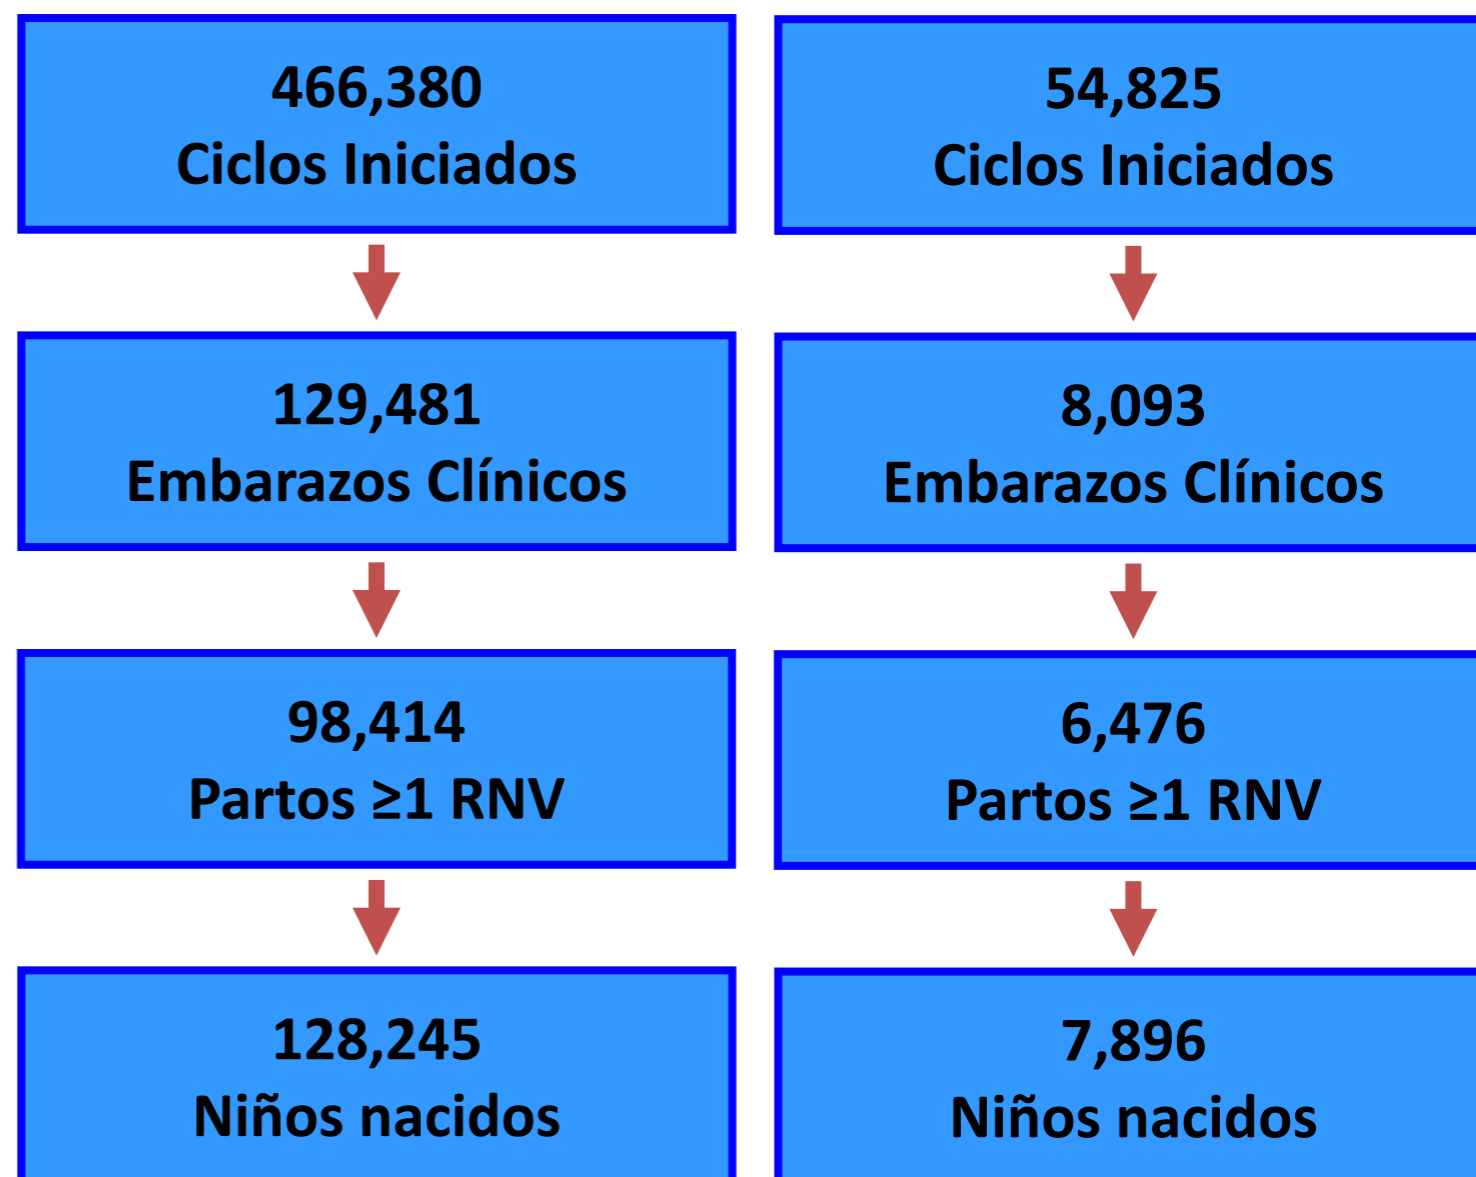 466,380
Ciclos Iniciados
129,481
Embarazos Clínicos
98,414
Partos ≥1 RNV
128,245
Niños nacidos
54,825
Ciclos Iniciados
8,093
Embarazos Clínicos
6,476
Partos ≥1 RNV
7,896
Niños nacidos